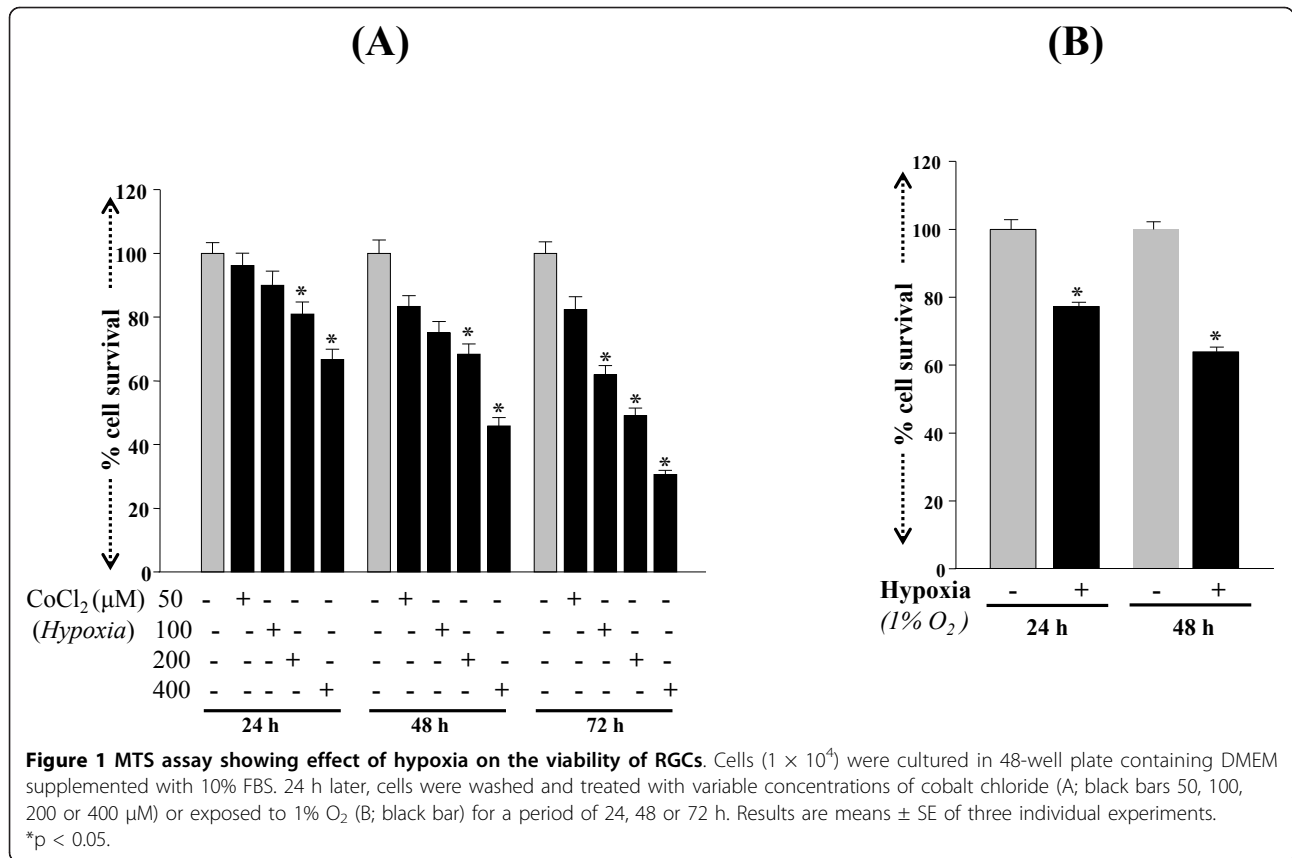 (A)
(B)
% cell survival
120
100
80
60
40
20
0
* * * * * * *
CoCl₂ (μM) 50 - + - - - - + - - - - + - - -
(Hypoxia) 100 - - + - - - - + - - - - + - -
200 - - - + - - - - + - - - - + -
400 - - - - + - - - - + - - - - +
24 h 48 h 72 h
% cell survival
120
100
80
60
40
20
0
* *
Hypoxia - + - +
(1% O₂) 24 h 48 h
Figure 1 MTS assay showing effect of hypoxia on the viability of RGCs. Cells (1 × 10⁴) were cultured in 48-well plate containing DMEM
supplemented with 10% FBS. 24 h later, cells were washed and treated with variable concentrations of cobalt chloride (A; black bars 50, 100,
200 or 400 μM) or exposed to 1% O₂ (B; black bar) for a period of 24, 48 or 72 h. Results are means ± SE of three individual experiments.
*p < 0.05.